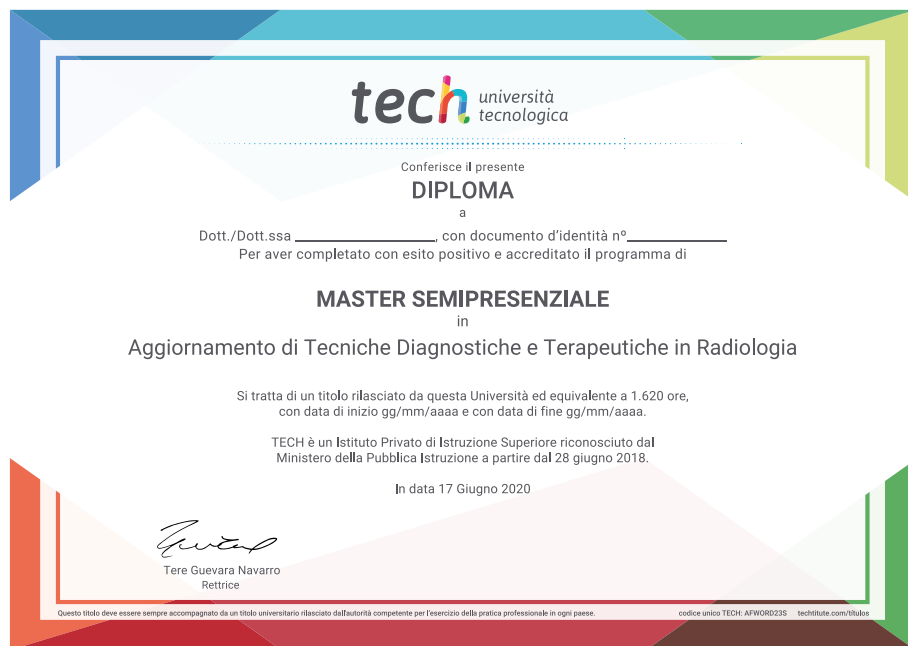 tech università
tecnologica
Conferisce il presente
DIPLOMA
a
Dott./Dott.ssa ______________, con documento d'identità nº__________
Per aver completato con esito positivo e accreditato il programma di
MASTER SEMIPRESENZIALE
in
Aggiornamento di Tecniche Diagnostiche e Terapeutiche in Radiologia
Si tratta di un titolo rilasciato da questa Università ed equivalente a 1.620 ore,
con data di inizio gg/mm/aaaa e con data di fine gg/mm/aaaa.
TECH è un Istituto Privato di Istruzione Superiore riconosciuto dal
Ministero della Pubblica Istruzione a partire dal 28 giugno 2018.
In data 17 Giugno 2020
Tere Guevara Navarro
Rettrice
Questo titolo deve essere sempre accompagnato da un titolo universitario rilasciato dall'autorità competente per l'esercizio della pratica professionale in ogni paese. codice unico TECH: AFWORD23S techtitute.com/titulos